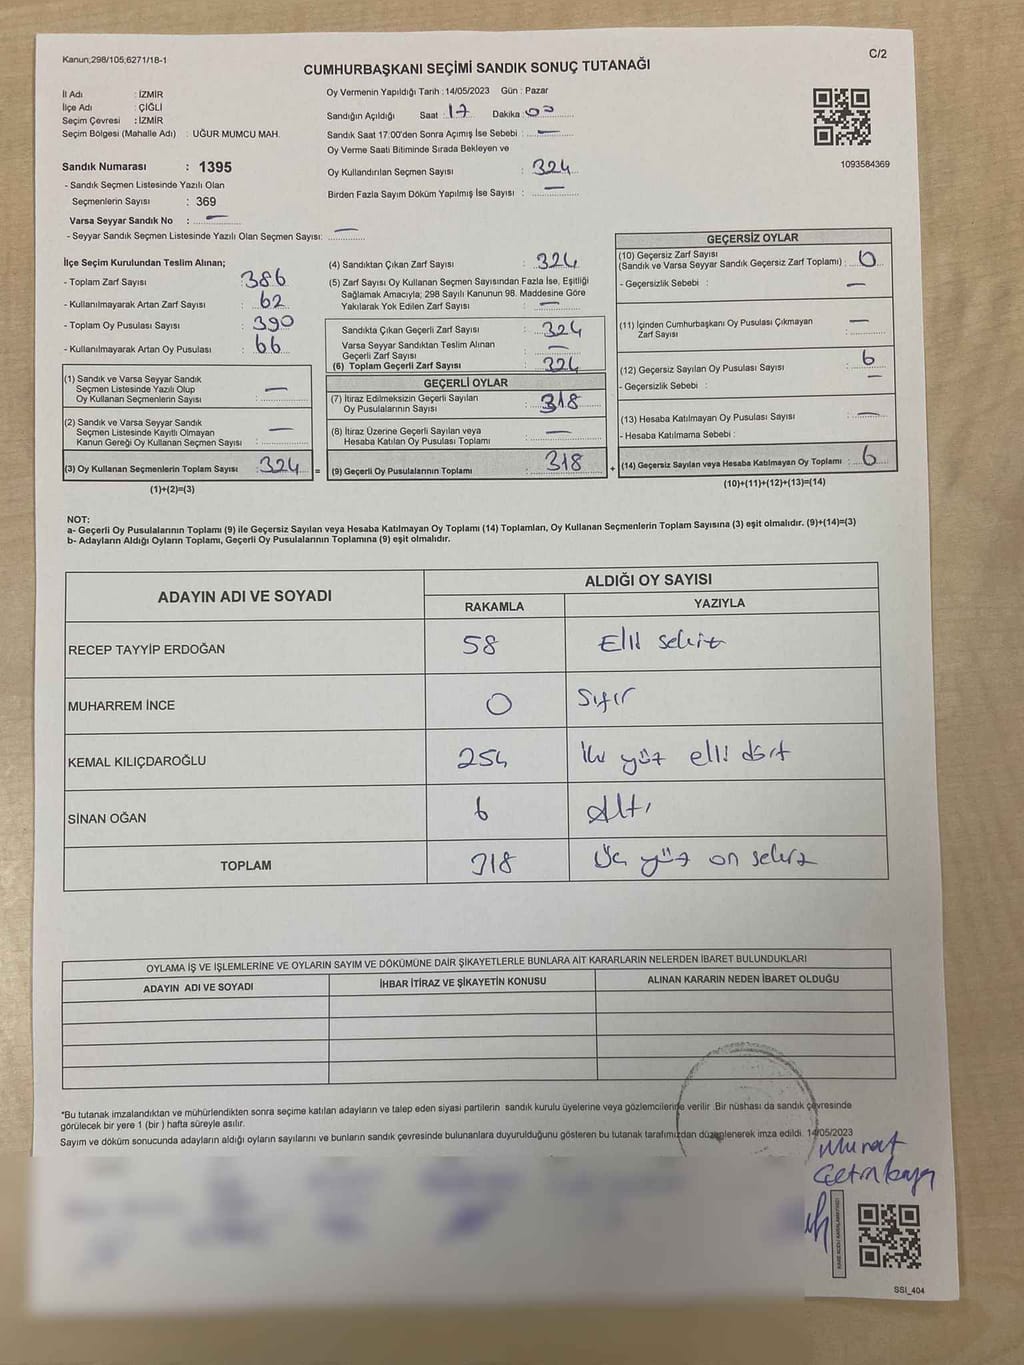 Kanun,298/105,6271/18-1
C/2
CUMHURBAŞKANI SEÇİMİ SANDIK SONUÇ TUTANAĞI
İl Adı : İZMİR
İlçe Adı : ÇİĞLİ
Seçim Çevresi : İZMİR
Seçim Bölgesi (Mahalle Adı) : UĞUR MUMCU MAH.
Sandık Numarası : 1395
- Sandık Seçmen Listesinde Yazılı Olan
Seçmenlerin Sayısı : 369
Varsa Seyyar Sandık No : —
- Seyyar Sandık Seçmen Listesinde Yazılı Olan Seçmen Sayısı: —
Oy Vermenin Yapıldığı Tarih : 14/05/2023 Gün : Pazar
Sandığın Açıldığı Saat : 17 Dakika : 00
Sandık Saat 17:00'den Sonra Açımış İse Sebebi : —
Oy Verme Saati Bitiminde Sırada Bekleyen ve
Oy Kullandırılan Seçmen Sayısı : 324
Birden Fazla Sayım Döküm Yapılmış İse Sayısı : —
1093584369
İlçe Seçim Kurulundan Teslim Alınan;
- Toplam Zarf Sayısı : 386
- Kullanılmayarak Artan Zarf Sayısı : 62
- Toplam Oy Pusulası Sayısı : 390
- Kullanılmayarak Artan Oy Pusulası : 66
(1) Sandık ve Varsa Seyyar Sandık
Seçmen Listesinde Yazılı Olup
Oy Kullanan Seçmenlerin Sayısı : —
(2) Sandık ve Varsa Seyyar Sandık
Seçmen Listesinde Kayıtlı Olmayan
Kanun Gereği Oy Kullanan Seçmen Sayısı : —
(3) Oy Kullanan Seçmenlerin Toplam Sayısı : 324 =
(1)+(2)=(3)
(4) Sandıktan Çıkan Zarf Sayısı : 324
(5) Zarf Sayısı Oy Kullanan Seçmen Sayısından Fazla İse, Eşitliği
Sağlamak Amacıyla; 298 Sayılı Kanunun 98. Maddesine Göre
Yakılarak Yok Edilen Zarf Sayısı : —
Sandıkta Çıkan Geçerli Zarf Sayısı : 324
Varsa Seyyar Sandıktan Teslim Alınan
Geçerli Zarf Sayısı : —
(6) Toplam Geçerli Zarf Sayısı : 324
GEÇERLİ OYLAR
(7) İtiraz Edilmeksizin Geçerli Sayılan
Oy Pusulalarının Sayısı : 318
(8) İtiraz Üzerine Geçerli Sayılan veya
Hesaba Katılan Oy Pusulası Toplamı : —
(9) Geçerli Oy Pusulalarının Toplamı : 318 +
GEÇERSİZ OYLAR
(10) Geçersiz Zarf Sayısı
(Sandık ve Varsa Seyyar Sandık Geçersiz Zarf Toplamı) : 0
- Geçersizlik Sebebi : —
(11) İçinden Cumhurbaşkanı Oy Pusulası Çıkmayan
Zarf Sayısı : —
(12) Geçersiz Sayılan Oy Pusulası Sayısı : 6
- Geçersizlik Sebebi : —
(13) Hesaba Katılmayan Oy Pusulası Sayısı : —
- Hesaba Katılmama Sebebi :
(14) Geçersiz Sayılan veya Hesaba Katılmayan Oy Toplamı : 6
(10)+(11)+(12)+(13)=(14)
NOT:
a- Geçerli Oy Pusulalarının Toplamı (9) ile Geçersiz Sayılan veya Hesaba Katılmayan Oy Toplamı (14) Toplamları, Oy Kullanan Seçmenlerin Toplam Sayısına (3) eşit olmalıdır. (9)+(14)=(3)
b- Adayların Aldığı Oyların Toplamı, Geçerli Oy Pusulalarının Toplamına (9) eşit olmalıdır.
ADAYIN ADI VE SOYADI ALDIĞI OY SAYISI
RAKAMLA YAZIYLA
RECEP TAYYİP ERDOĞAN 58 Elli sekiz
MUHARREM İNCE 0 Sıfır
KEMAL KILIÇDAROĞLU 254 İki yüz elli dört
SİNAN OĞAN 6 Altı
TOPLAM 318 Üç yüz on sekiz
OYLAMA İŞ VE İŞLEMLERİNE VE OYLARIN SAYIM VE DÖKÜMÜNE DAİR ŞİKAYETLERLE BUNLARA AİT KARARLARIN NELERDEN İBARET BULUNDUKLARI
ADAYIN ADI VE SOYADI İHBAR İTİRAZ VE ŞİKAYETİN KONUSU ALINAN KARARIN NEDEN İBARET OLDUĞU
*Bu tutanak imzalandıktan ve mühürlendikten sonra seçime katılan adayların ve talep eden siyasi partilerin sandık kurulu üyelerine veya gözlemcilerine verilir .Bir nüshası da sandık çevresinde
görülecek bir yere 1 (bir ) hafta süreyle asılır.
Sayım ve döküm sonucunda adayların aldığı oyların sayılarını ve bunların sandık çevresinde bulunanlara duyurulduğunu gösteren bu tutanak tarafımızdan düzenlenerek imza edildi. 14/05/2023
Murat
Çetinkaya
SSI_404